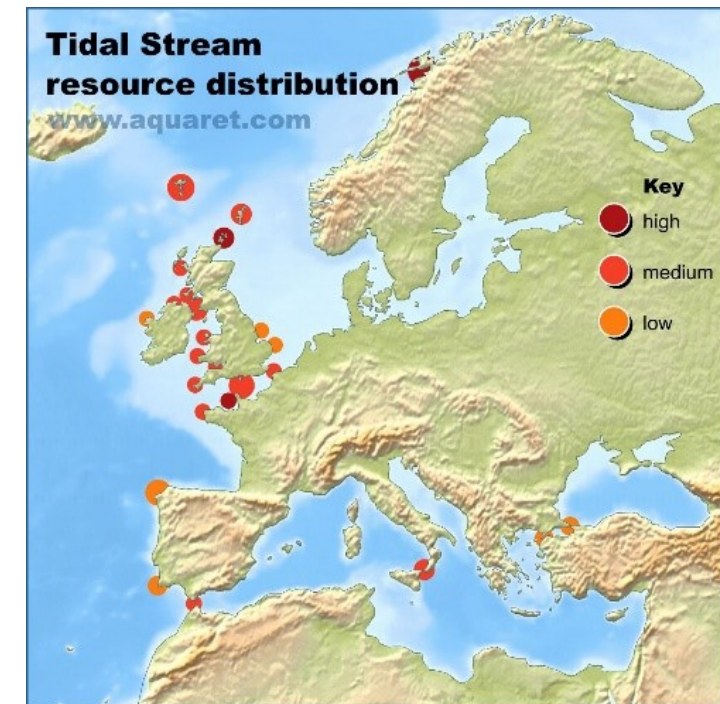 Tidal Stream
resource distribution
www.aquaret.com
Key
high
medium
low